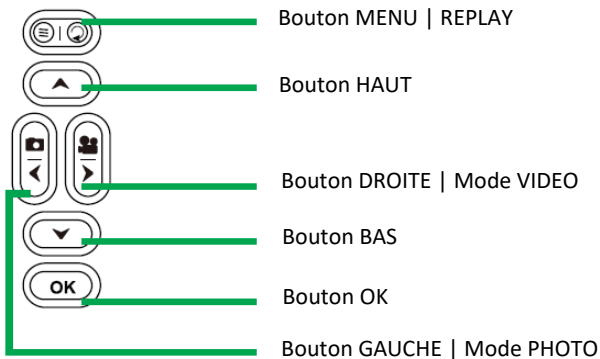 Bouton MENU | REPLAY
Bouton HAUT
Bouton DROITE | Mode VIDEO
Bouton BAS
OK
Bouton OK
Bouton GAUCHE | Mode PHOTO